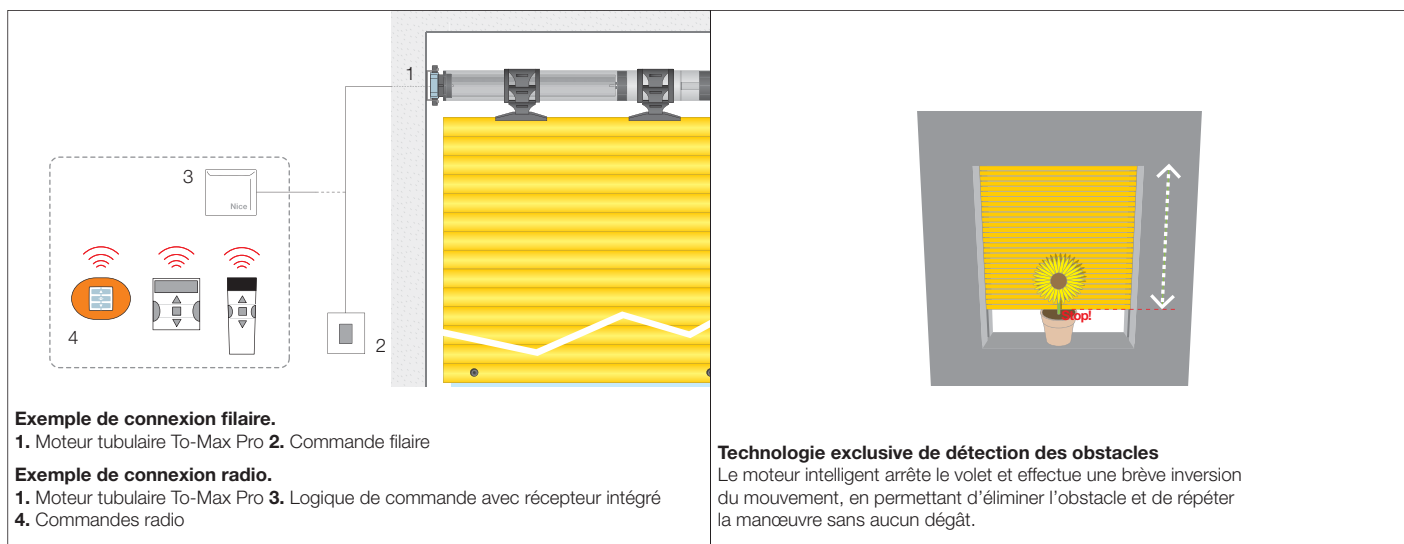 1
3
Nice
4
2
Exemple de connexion filaire.
1. Moteur tubulaire To-Max Pro 2. Commande filaire
Exemple de connexion radio.
1. Moteur tubulaire To-Max Pro 3. Logique de commande avec récepteur intégré
4. Commandes radio
Stop!
Technologie exclusive de détection des obstacles
Le moteur intelligent arrête le volet et effectue une brève inversion
du mouvement, en permettant d’éliminer l’obstacle et de répéter
la manœuvre sans aucun dégât.